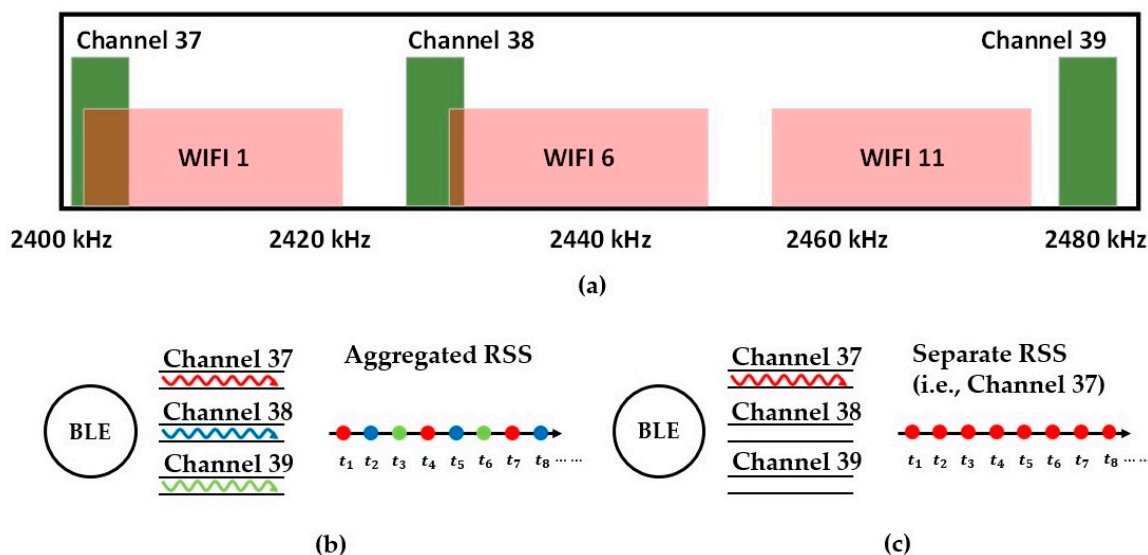 Channel 37
Channel 38
Channel 39
WIFI 1
WIFI 6
WIFI 11
2400 kHz
2420 kHz
2440 kHz
2460 kHz
2480 kHz
(a)
BLE
Channel 37
Channel 38
Channel 39
Aggregated RSS
t₁ t₂ t₃ t₄ t₅ t₆ t₇ t₈ ... ...
(b)
BLE
Channel 37
Channel 38
Channel 39
Separate RSS
(i.e., Channel 37)
t₁ t₂ t₃ t₄ t₅ t₆ t₇ t₈ ... ...
(c)